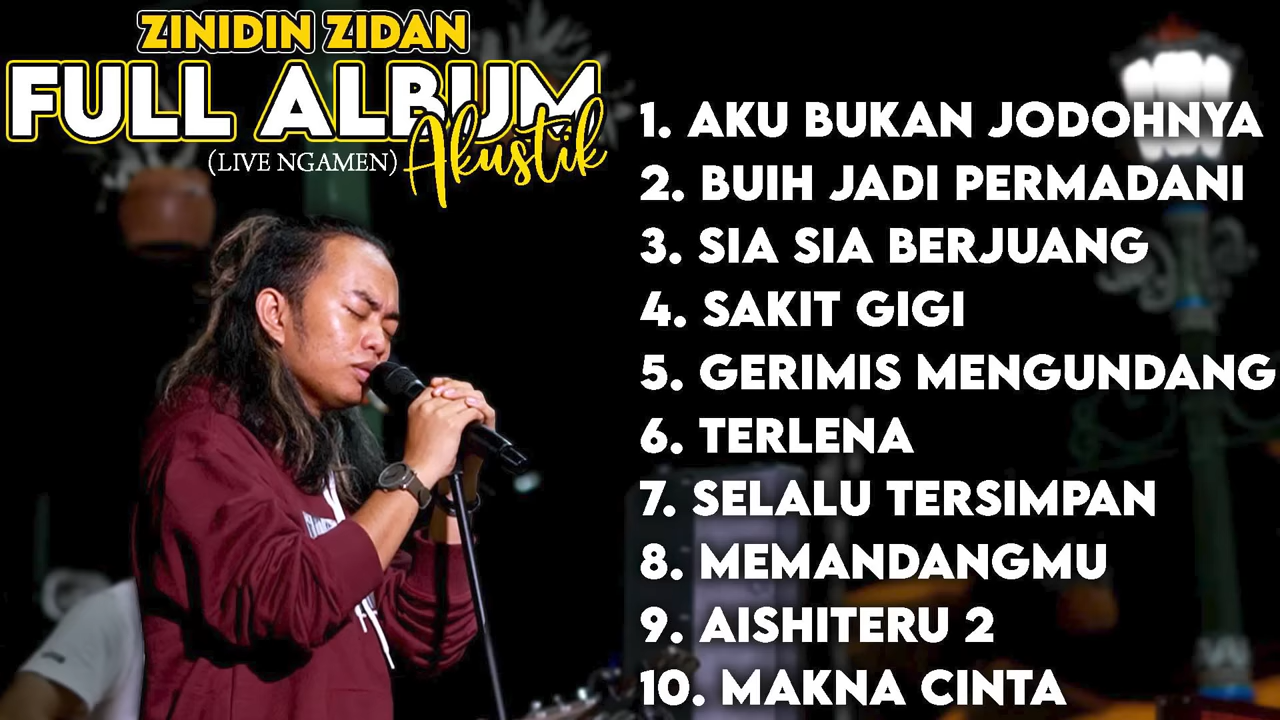 ZINIDIN ZIDAN
FULL ALBUM
(LIVE NGAMEN) Akustik
1. AKU BUKAN JODOHNYA
2. BUIH JADI PERMADANI
3. SIA SIA BERJUANG
4. SAKIT GIGI
5. GERIMIS MENGUNDANG
6. TERLENA
7. SELALU TERSIMPAN
8. MEMANDANGMU
9. AISHITERU 2
10. MAKNA CINTA